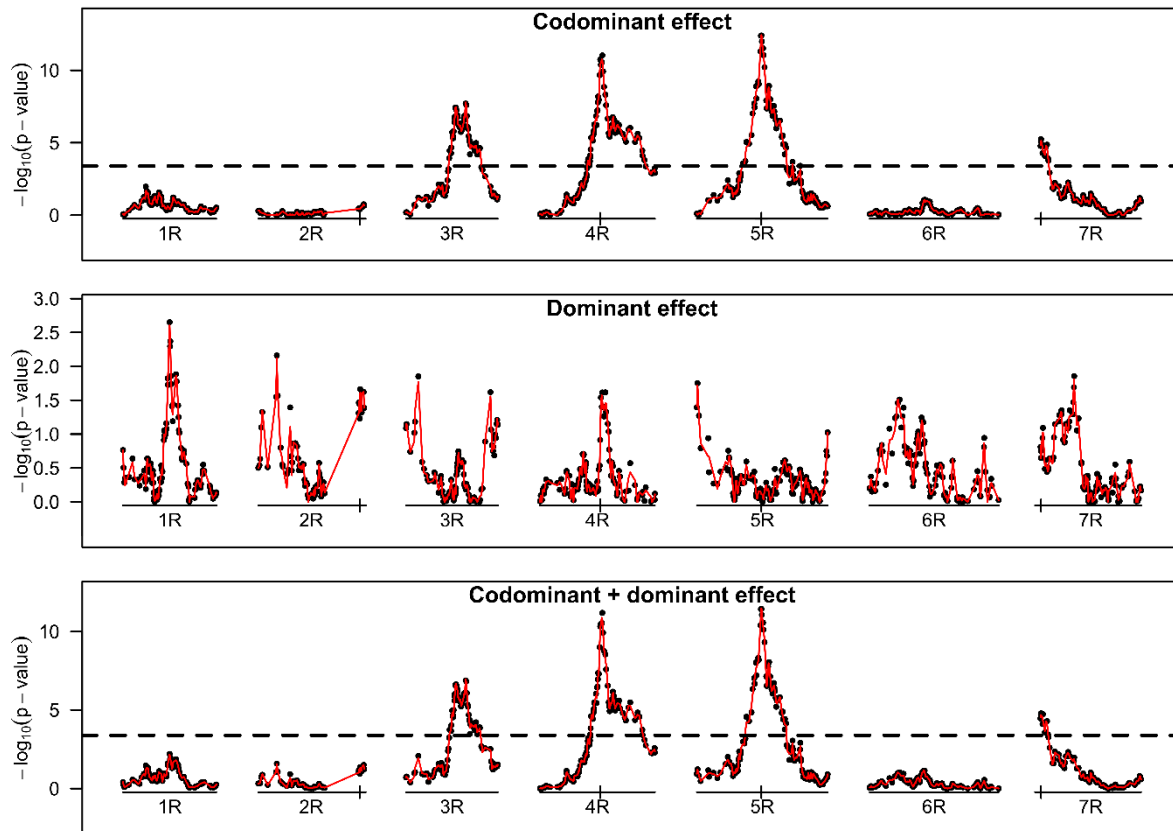 Codominant effect
− log10(p − value)
10
5
0
1R 2R 3R 4R 5R 6R 7R
Dominant effect
− log10(p − value)
3.0
2.5
2.0
1.5
1.0
0.5
0.0
1R 2R 3R 4R 5R 6R 7R
Codominant + dominant effect
− log10(p − value)
10
5
0
1R 2R 3R 4R 5R 6R 7R